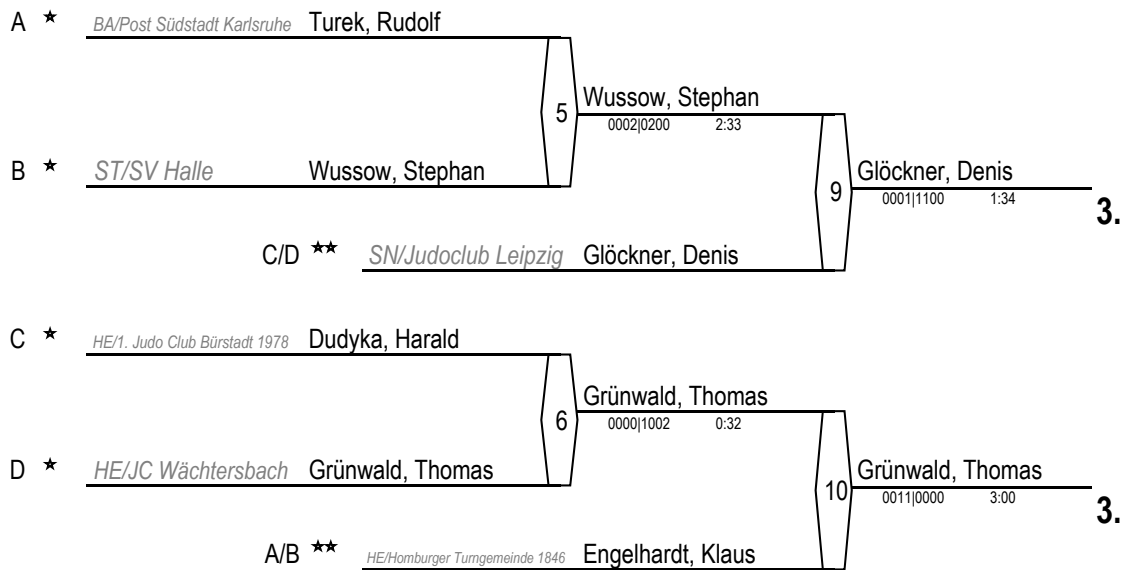 A BA/Post Südstadt Karlsruhe Turek, Rudolf
5 Wussow, Stephan
0002|0200 2:33
B ST/SV Halle Wussow, Stephan
9 Glöckner, Denis
0001|1100 1:34
3.
C/D SN/Judoclub Leipzig Glöckner, Denis
C HE/1. Judo Club Bürstadt 1978 Dudyka, Harald
6 Grünwald, Thomas
0000|1002 0:32
D HE/JC Wächtersbach Grünwald, Thomas
10 Grünwald, Thomas
0011|0000 3:00
3.
A/B HE/Homburger Turngemeinde 1846 Engelhardt, Klaus